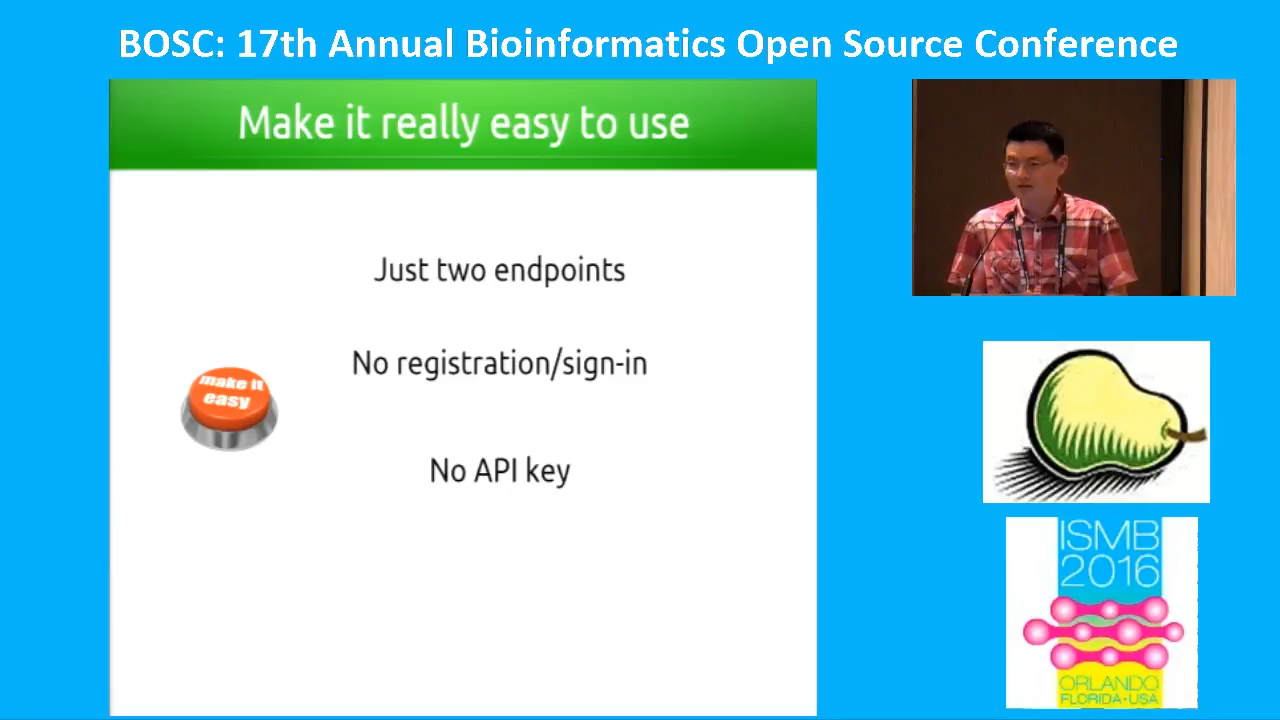 BOSC: 17th Annual Bioinformatics Open Source Conference
Make it really easy to use
Just two endpoints
No registration/sign-in
make it
easy
No API key
ISMB
2016
ORLANDO
FLORIDA•USA